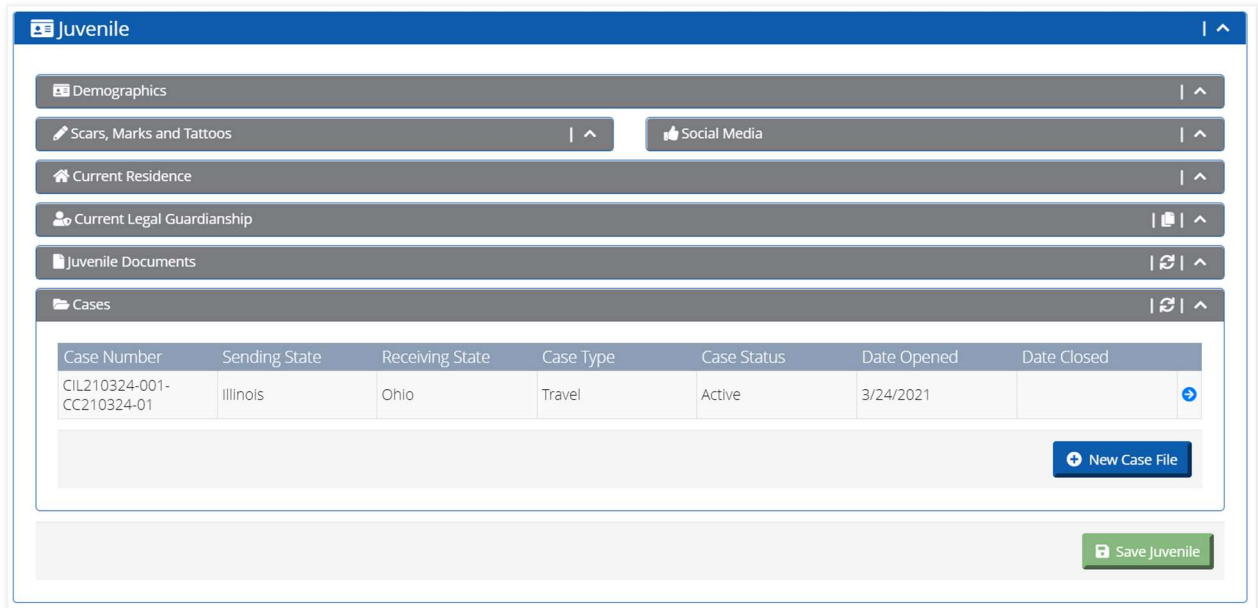 Juvenile
Demographics
Scars, Marks and Tattoos
Social Media
Current Residence
Current Legal Guardianship
Juvenile Documents
Cases
Case Number Sending State Receiving State Case Type Case Status Date Opened Date Closed
CIL210324-001-
CC210324-01 Illinois Ohio Travel Active 3/24/2021
New Case File
Save Juvenile